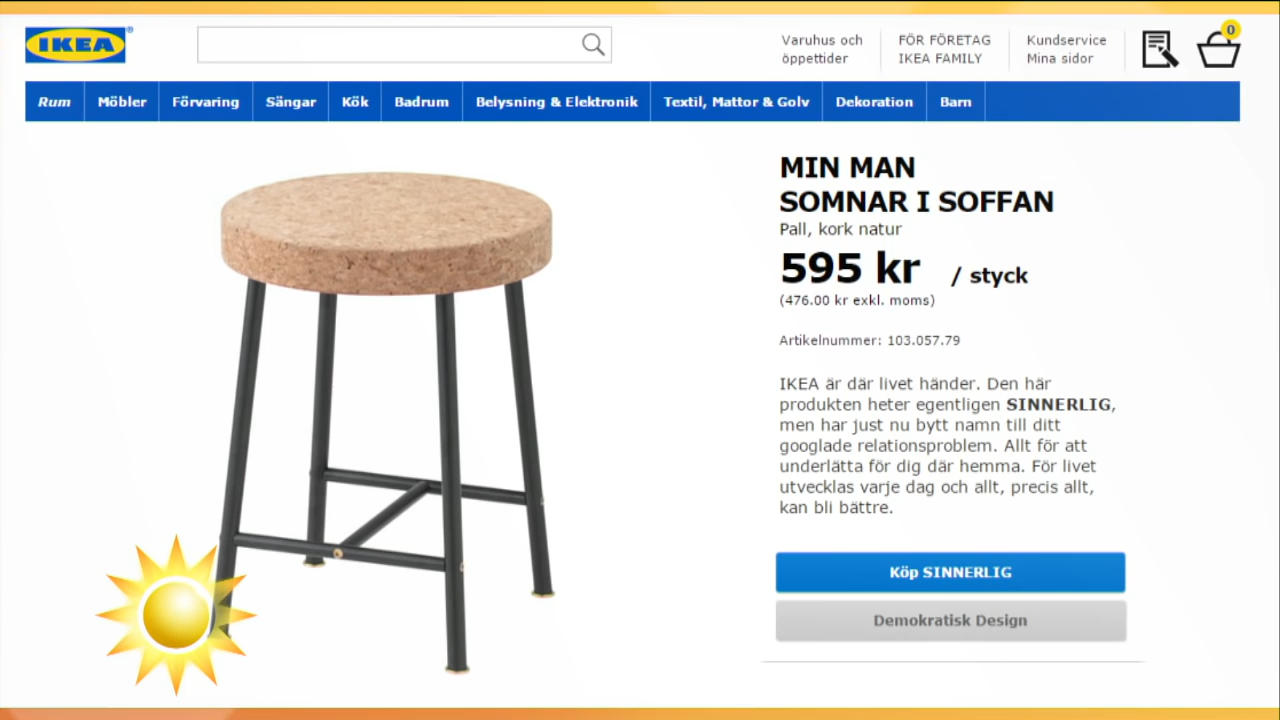 IKEA®
Varuhus och
öppettider
FÖR FÖRETAG
IKEA FAMILY
Kundservice
Mina sidor
0
Rum Möbler Förvaring Sängar Kök Badrum Belysning & Elektronik Textil, Mattor & Golv Dekoration Barn
MIN MAN
SOMNAR I SOFFAN
Pall, kork natur
595 kr / styck
(476.00 kr exkl. moms)
Artikelnummer: 103.057.79
IKEA är där livet händer. Den här
produkten heter egentligen SINNERLIG,
men har just nu bytt namn till ditt
googlade relationsproblem. Allt för att
underlätta för dig där hemma. För livet
utvecklas varje dag och allt, precis allt,
kan bli bättre.
Köp SINNERLIG
Demokratisk Design